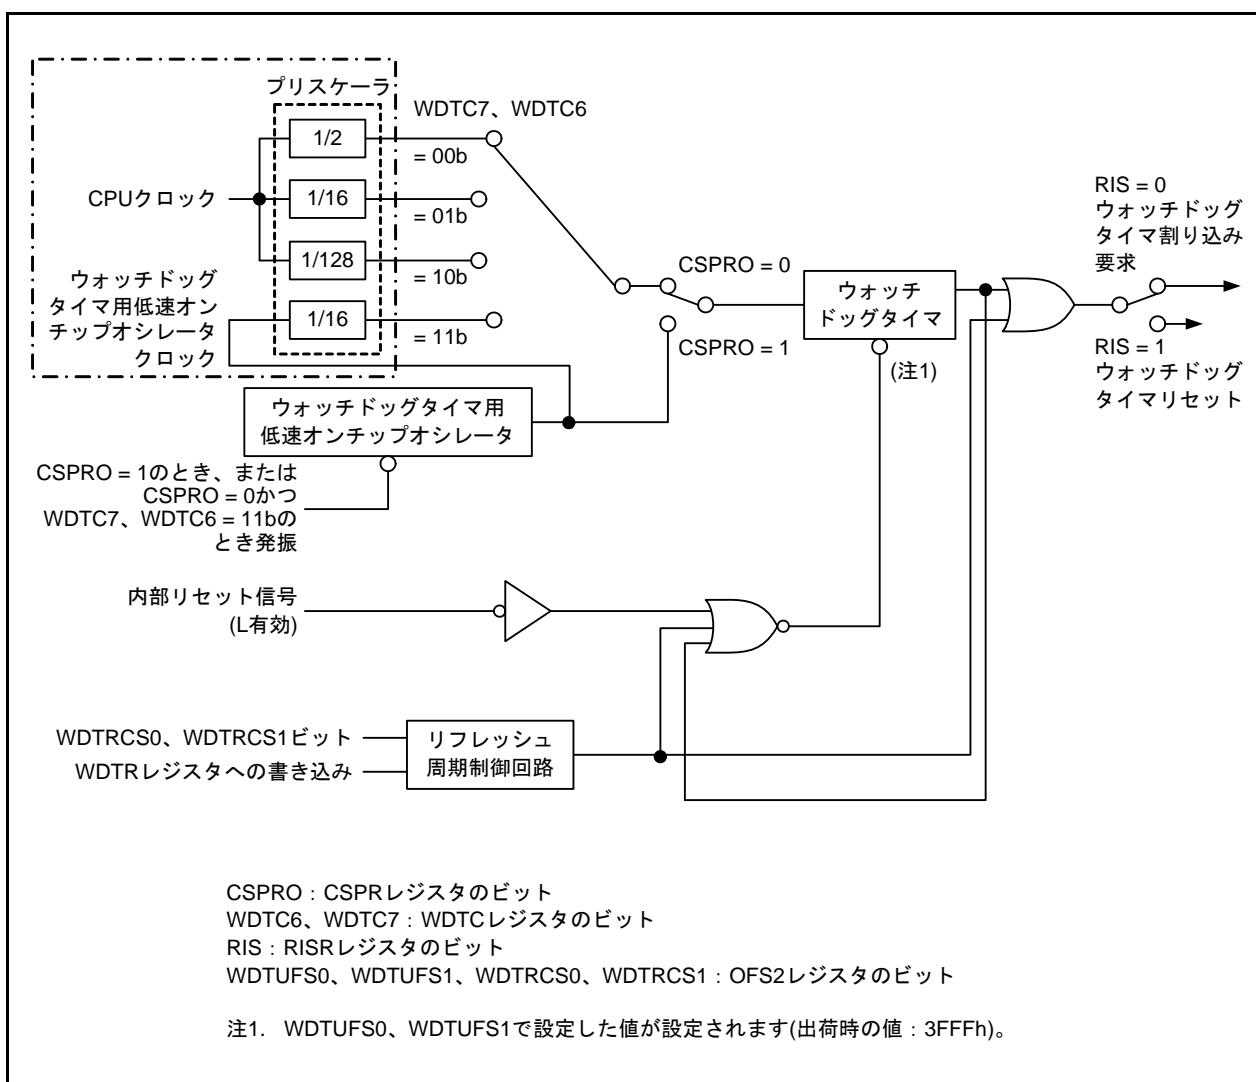 プリスケーラ
WDTC7、WDTC6
1/2
= 00b
CPUクロック
1/16
= 01b
1/128
= 10b
ウォッチドッグ
タイマ用低速オン
チップオシレータ
クロック
1/16
= 11b
CSPRO = 0
CSPRO = 1
ウォッチ
ドッグタイマ
(注1)
RIS = 0
ウォッチドッグ
タイマ割り込み
要求
RIS = 1
ウォッチドッグ
タイマリセット
ウォッチドッグタイマ用
低速オンチップオシレータ
CSPRO = 1のとき、または
CSPRO = 0かつ
WDTC7、WDTC6 = 11bの
とき発振
内部リセット信号
(L有効)
WDTRCS0、WDTRCS1ビット
WDTRレジスタへの書き込み
リフレッシュ
周期制御回路
CSPRO：CSPRレジスタのビット
WDTC6、WDTC7：WDTCレジスタのビット
RIS：RISRレジスタのビット
WDTUFS0、WDTUFS1、WDTRCS0、WDTRCS1：OFS2レジスタのビット
注1. WDTUFS0、WDTUFS1で設定した値が設定されます(出荷時の値：3FFFh)。